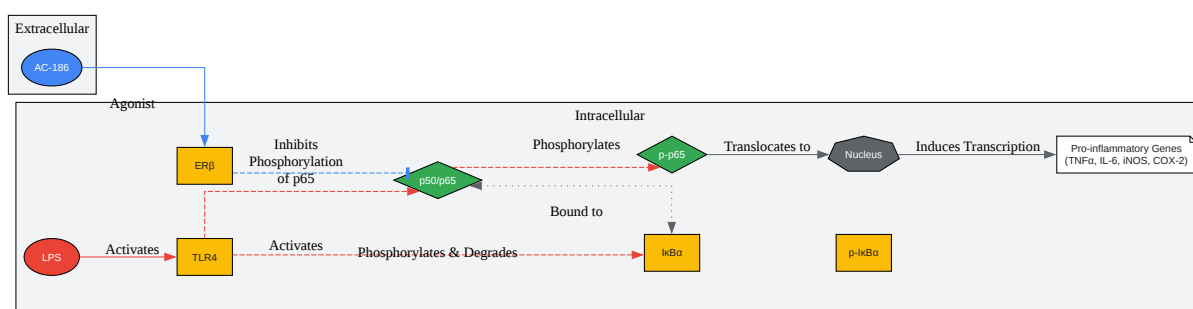 Extracellular
AC-186
Agonist
Intracellular
ERβ
Inhibits
Phosphorylation
of p65
p50/p65
Phosphorylates
p-p65
Translocates to
Nucleus
Induces Transcription
Pro-inflammatory Genes
(TNFα, IL-6, iNOS, COX-2)
Bound to
LPS
Activates
TLR4
Activates
Phosphorylates & Degrades
IκBα
p-IκBα